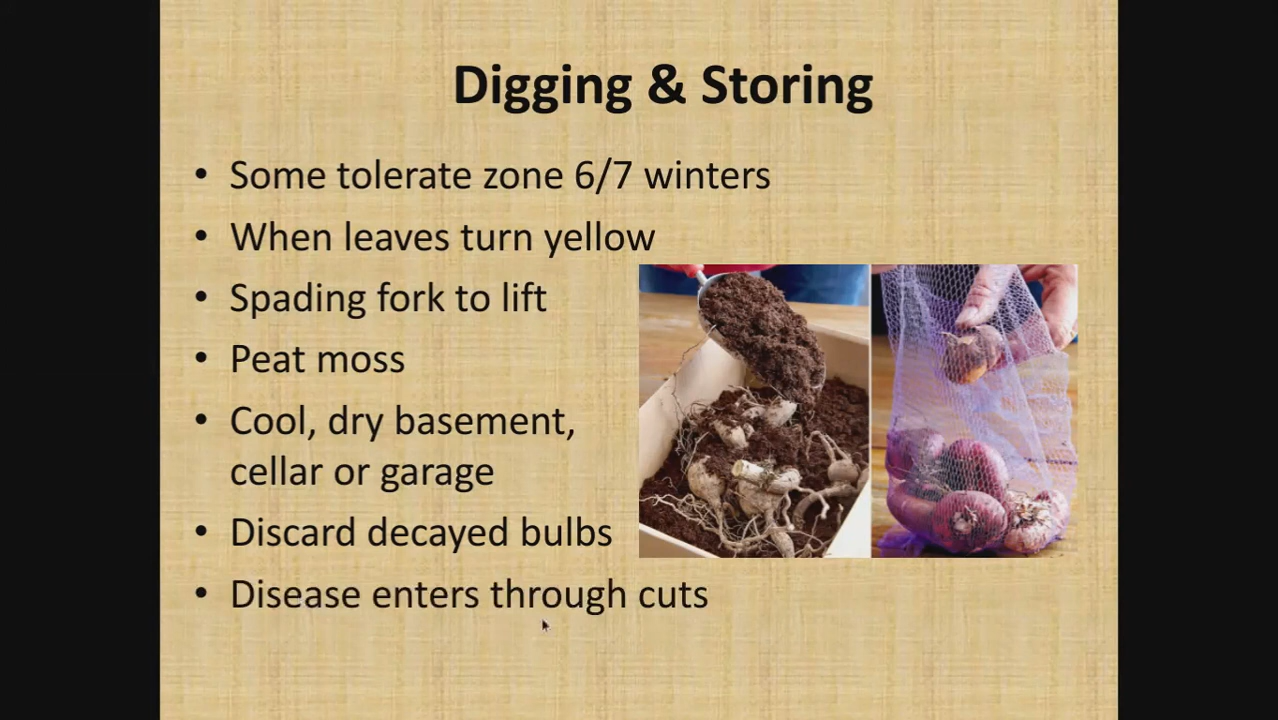 Digging & Storing
• Some tolerate zone 6/7 winters
• When leaves turn yellow
• Spading fork to lift
• Peat moss
• Cool, dry basement,
cellar or garage
• Discard decayed bulbs
• Disease enters through cuts